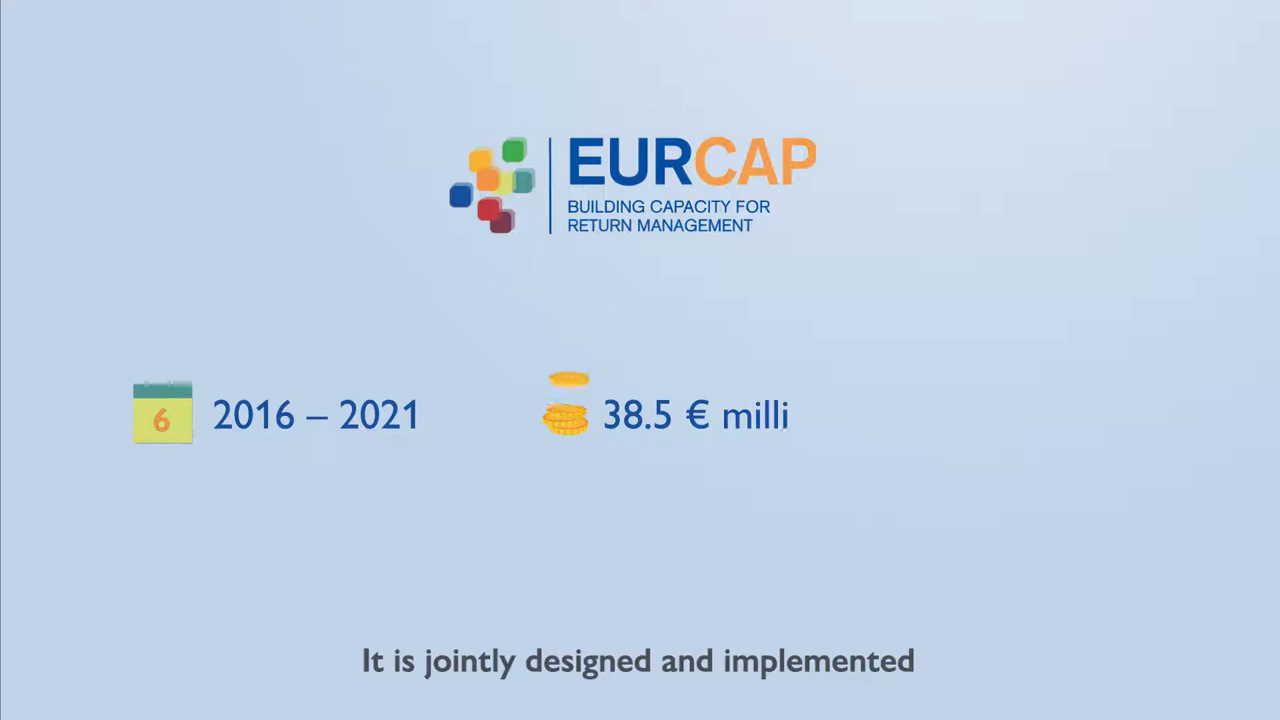 EURCAP
BUILDING CAPACITY FOR
RETURN MANAGEMENT
6 2016 – 2021
38.5 € milli
It is jointly designed and implemented